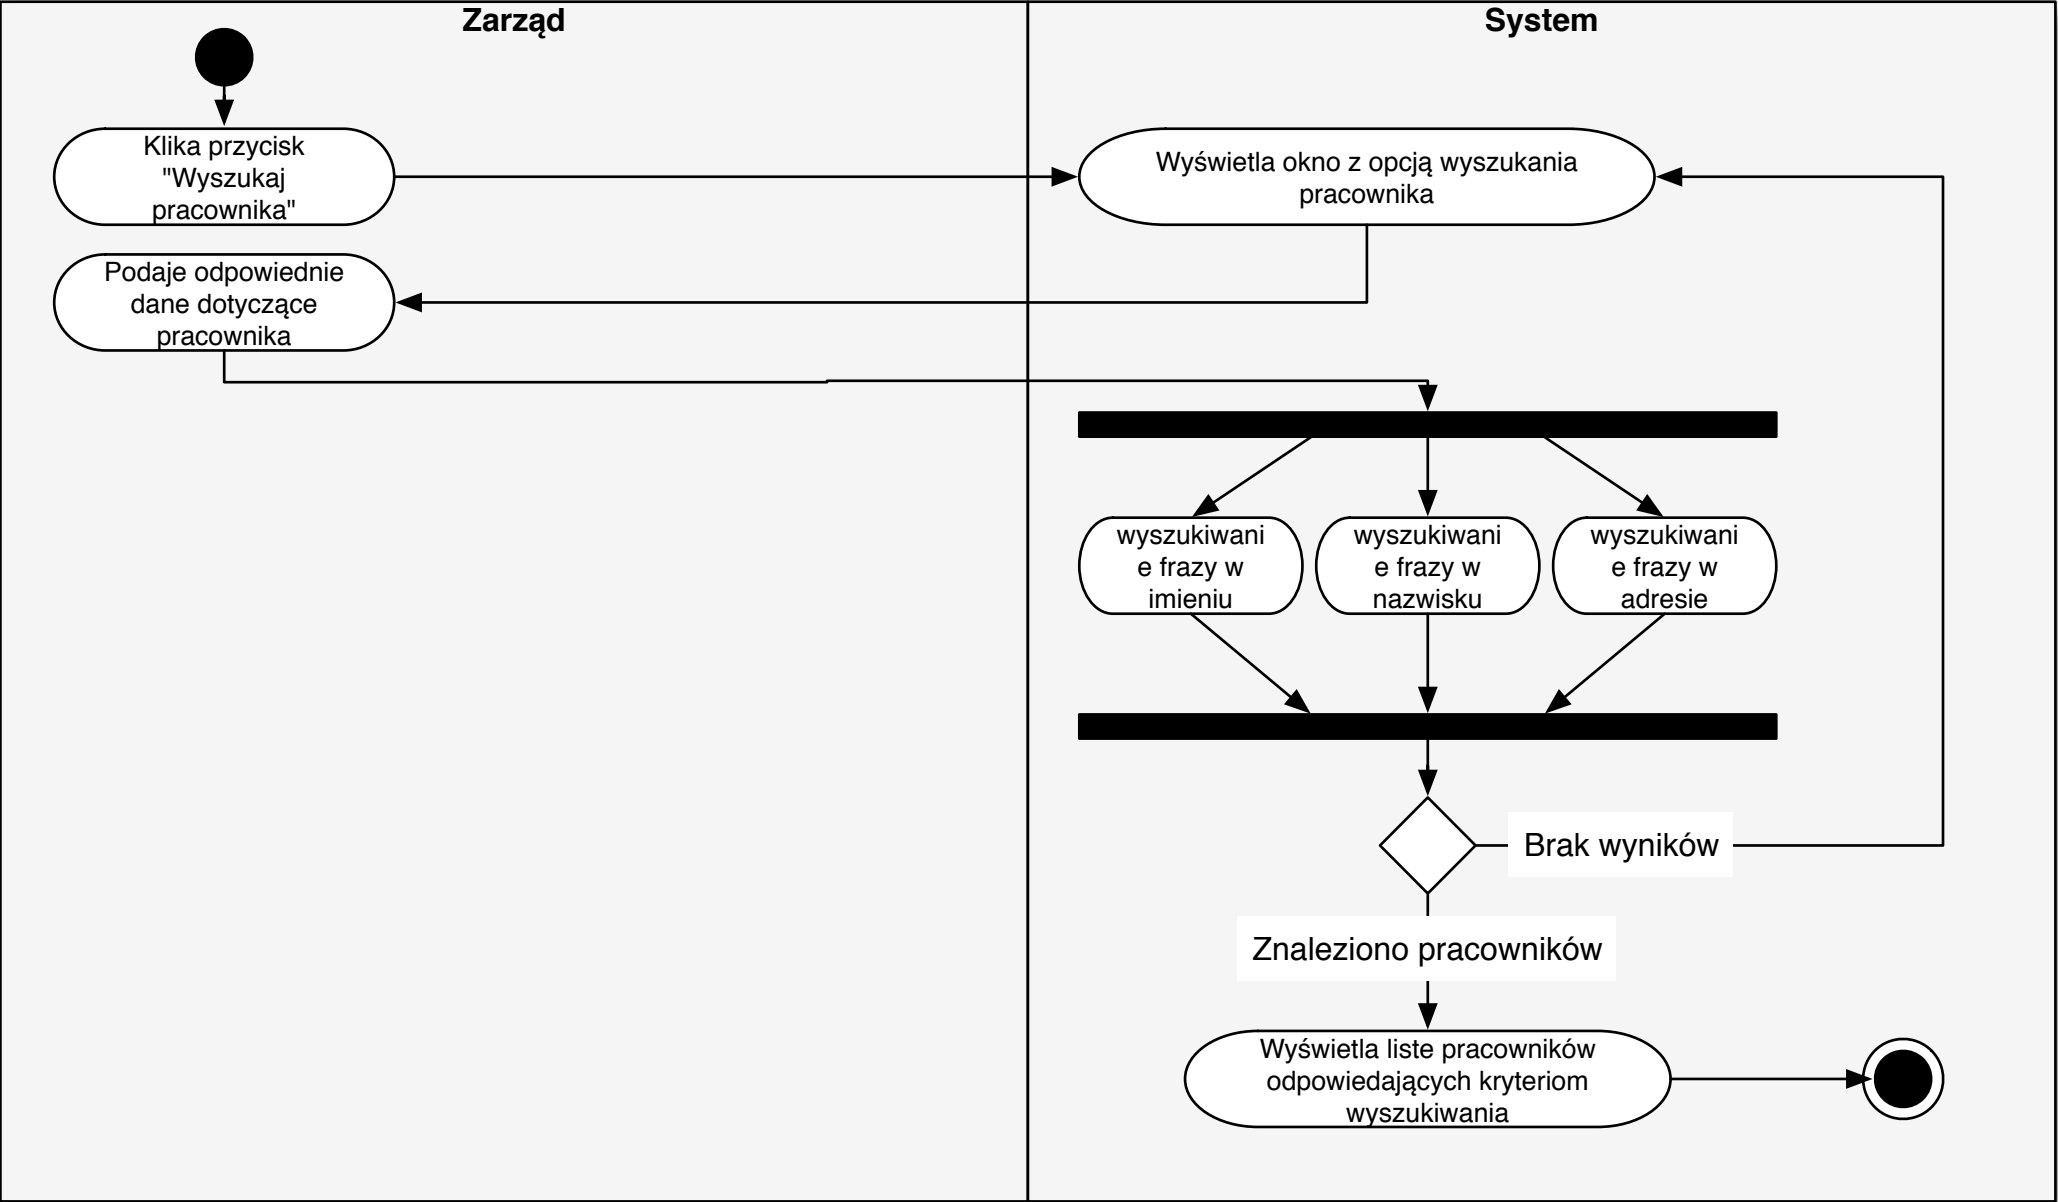 Zarząd
System
Klika przycisk
"Wyszukaj
pracownika"
Wyświetla okno z opcją wyszukania
pracownika
Podaje odpowiednie
dane dotyczące
pracownika
wyszukiwani
e frazy w
imieniu
wyszukiwani
e frazy w
nazwisku
wyszukiwani
e frazy w
adresie
Brak wyników
Znaleziono pracowników
Wyświetla liste pracowników
odpowiedających kryteriom
wyszukiwania